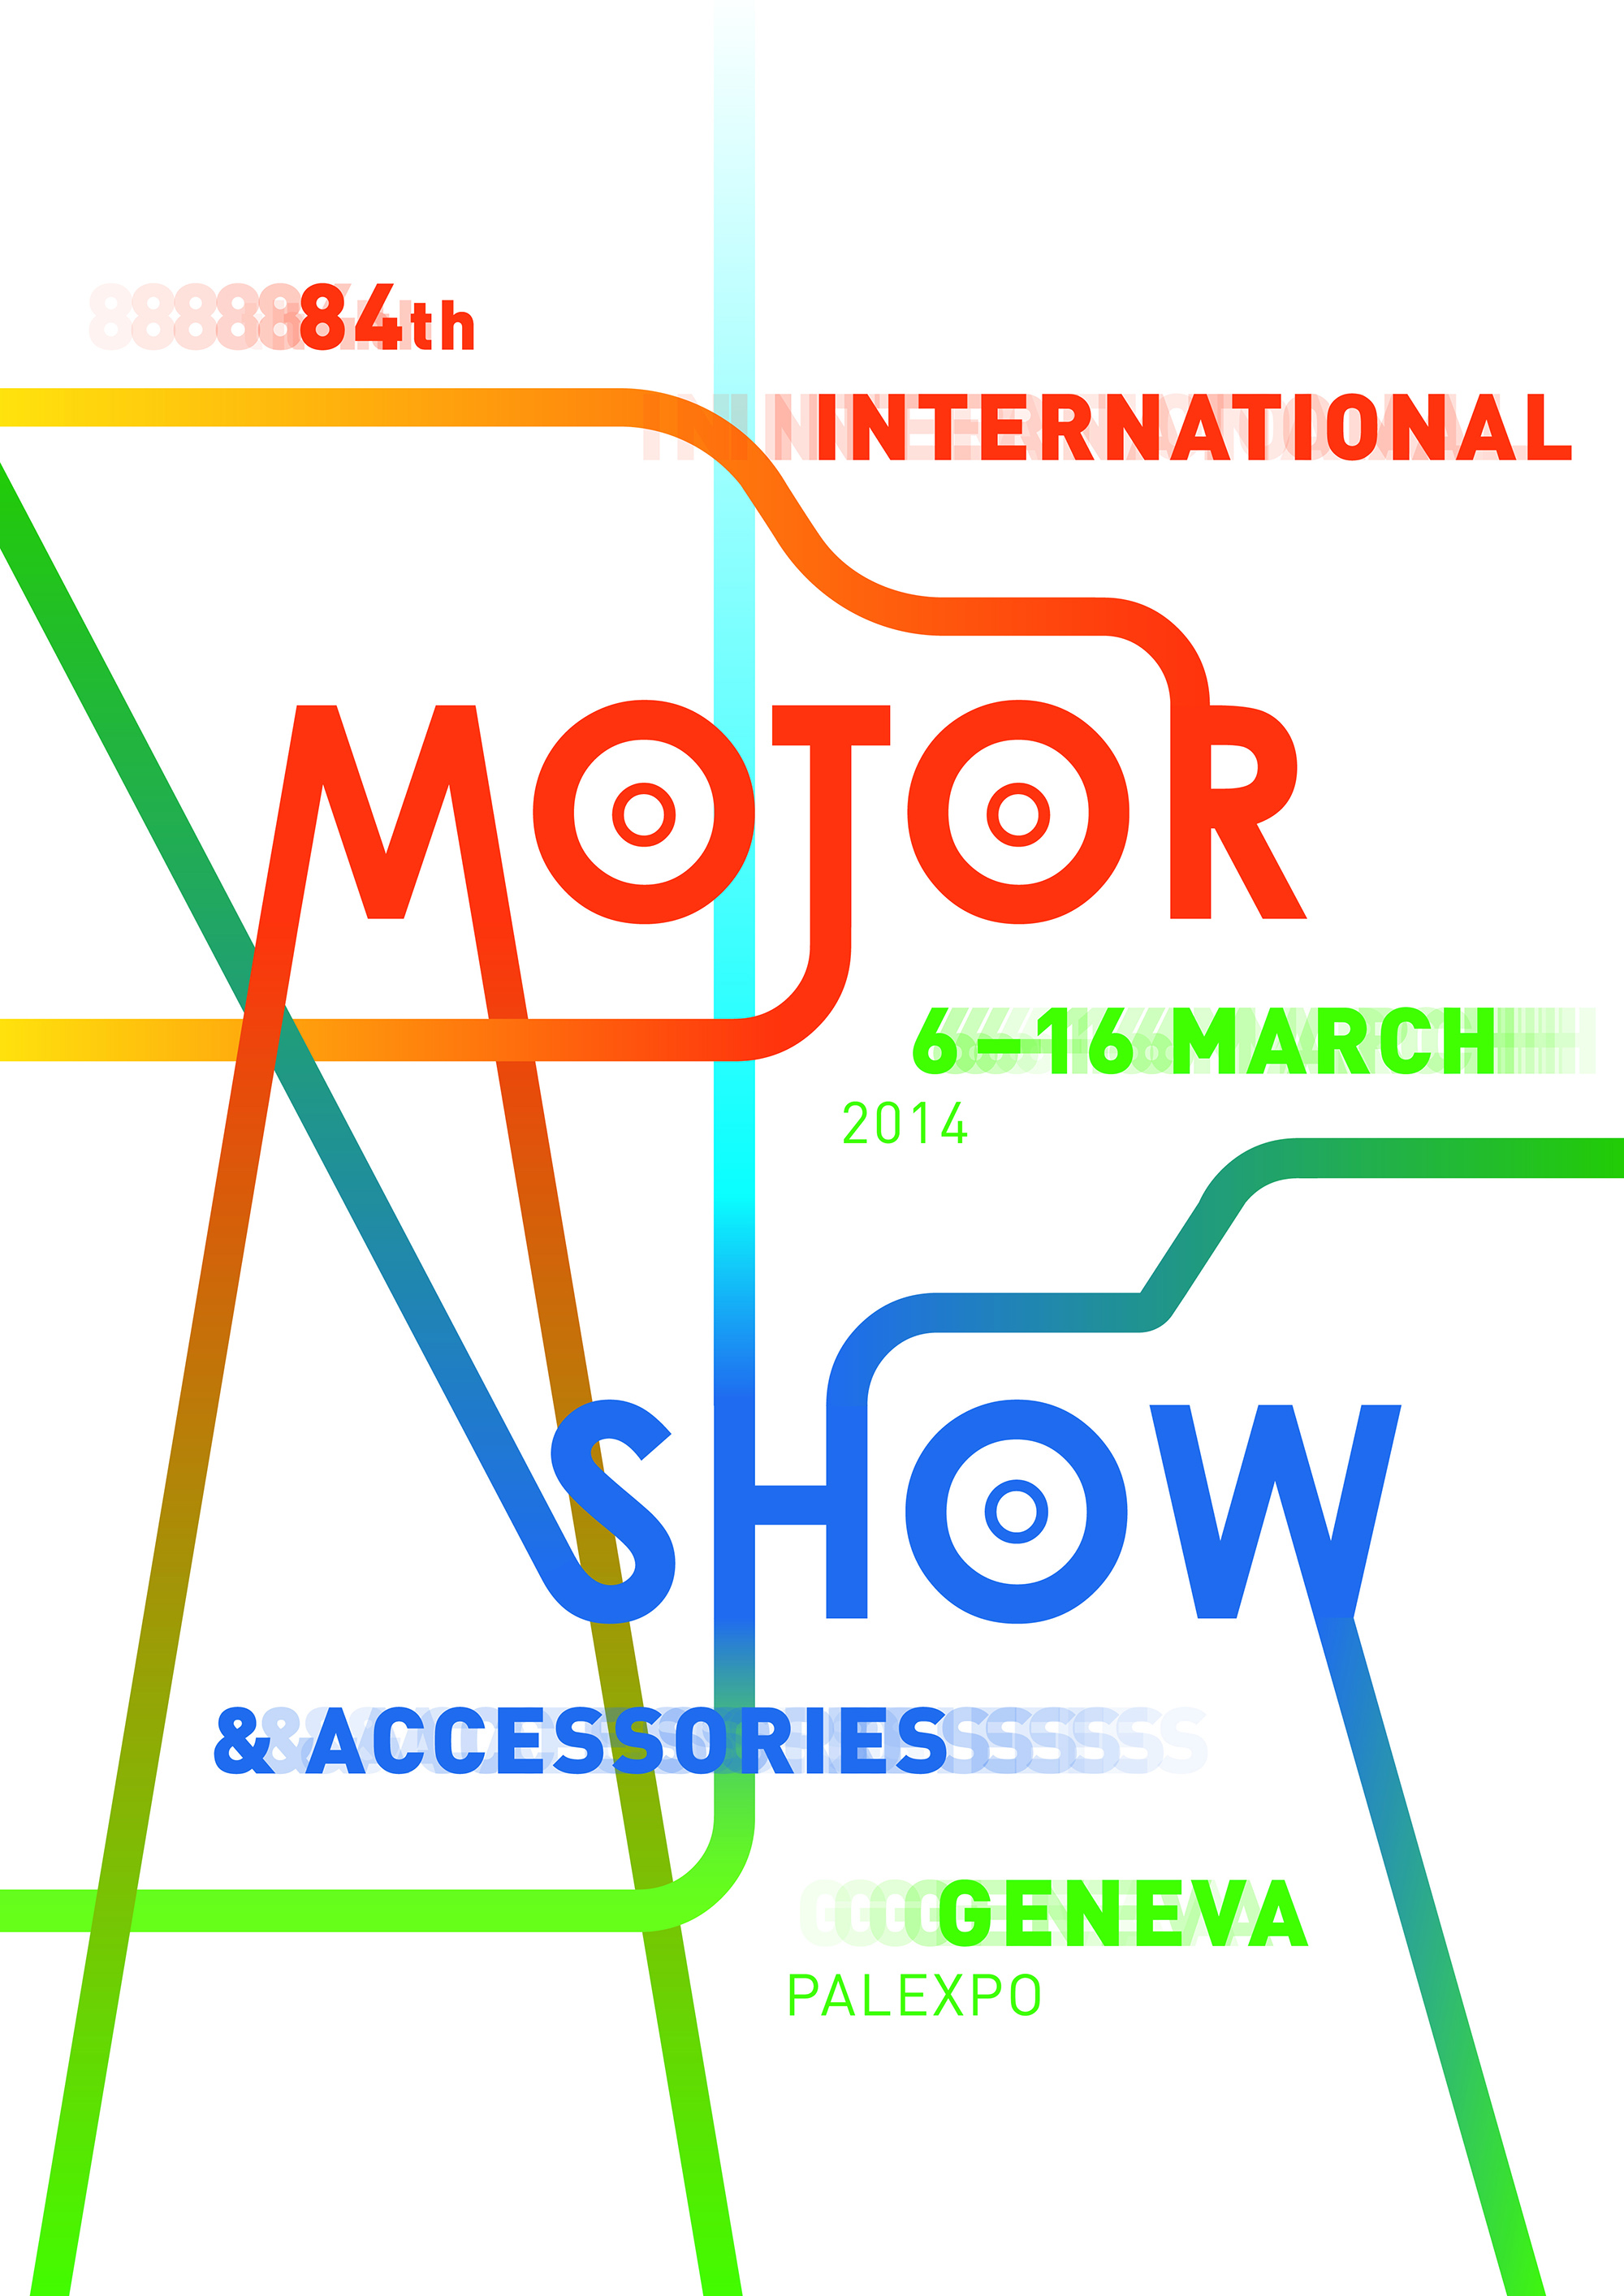 84th
INTERNATIONAL
MOTOR
6–16 MARCH
2014
SHOW
&ACCESSORIES
GENEVA
PALEXPO